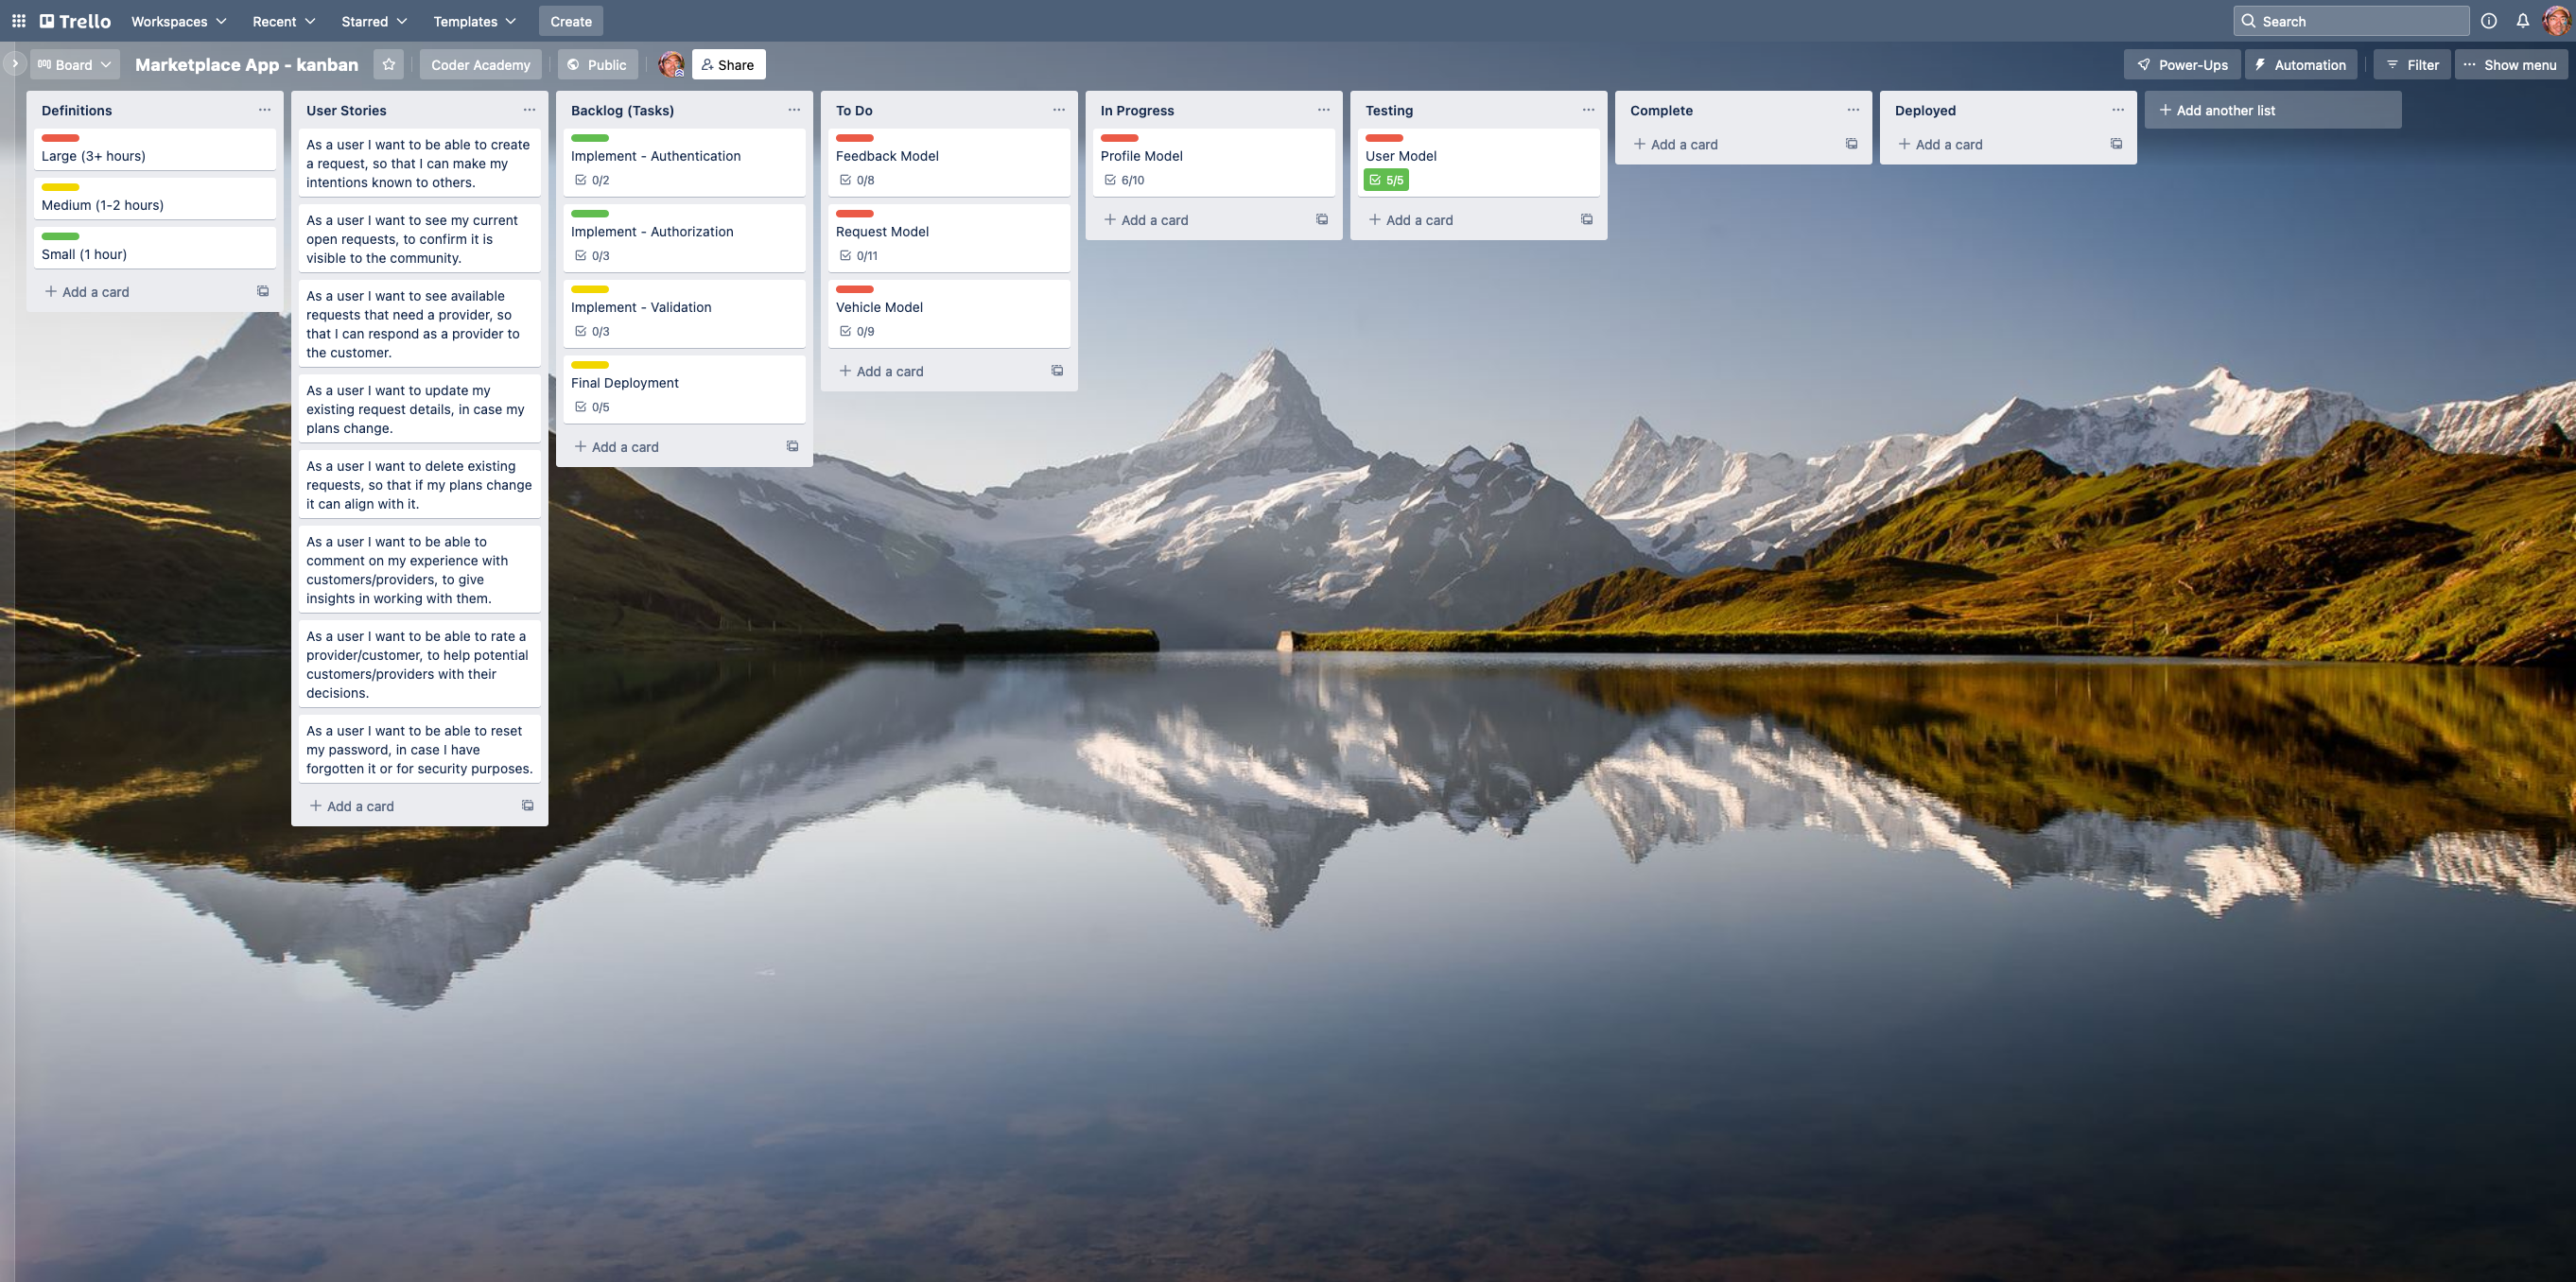 Trello
Workspaces
Recent
Starred
Templates
Create
Search
Board
Marketplace App - kanban
Coder Academy
Public
Share
Power-Ups
Automation
Filter
Show menu
Definitions
Large (3+ hours)
Medium (1-2 hours)
Small (1 hour)
Add a card
User Stories
As a user I want to be able to create
a request, so that I can make my
intentions known to others.
As a user I want to see my current
open requests, to confirm it is
visible to the community.
As a user I want to see available
requests that need a provider, so
that I can respond as a provider to
the customer.
As a user I want to update my
existing request details, in case my
plans change.
As a user I want to delete existing
requests, so that if my plans change
it can align with it.
As a user I want to be able to
comment on my experience with
customers/providers, to give
insights in working with them.
As a user I want to be able to rate a
provider/customer, to help potential
customers/providers with their
decisions.
As a user I want to be able to reset
my password, in case I have
forgotten it or for security purposes.
Add a card
Backlog (Tasks)
Implement - Authentication
0/2
Implement - Authorization
0/3
Implement - Validation
0/3
Final Deployment
0/5
Add a card
To Do
Feedback Model
0/8
Request Model
0/11
Vehicle Model
0/9
Add a card
In Progress
Profile Model
6/10
Add a card
Testing
User Model
5/5
Add a card
Complete
Add a card
Deployed
Add a card
Add another list